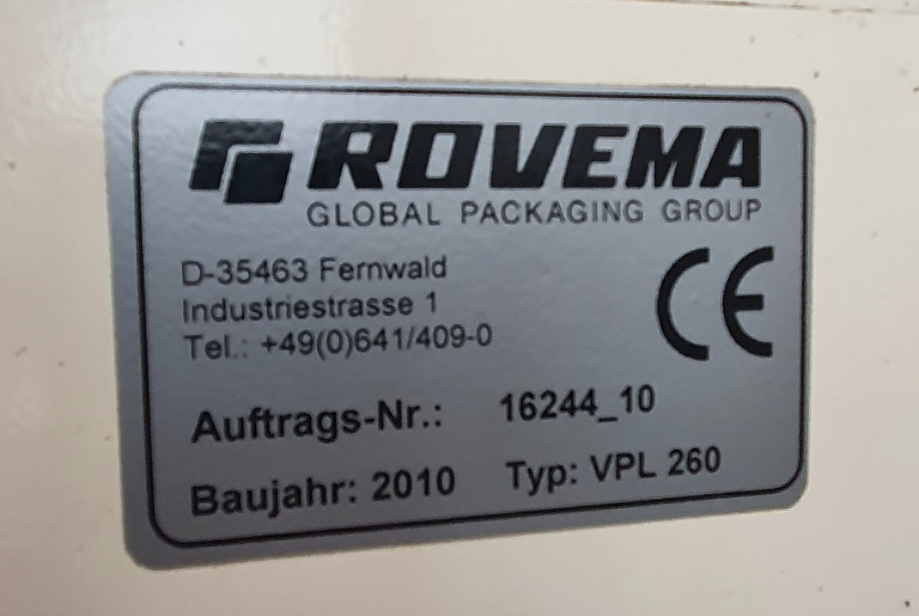 ROVEMA
GLOBAL PACKAGING GROUP
D-35463 Fernwald
Industriestrasse 1
Tel.: +49(0)641/409-0
CE
Auftrags-Nr.: 16244_10
Baujahr: 2010 Typ: VPL 260